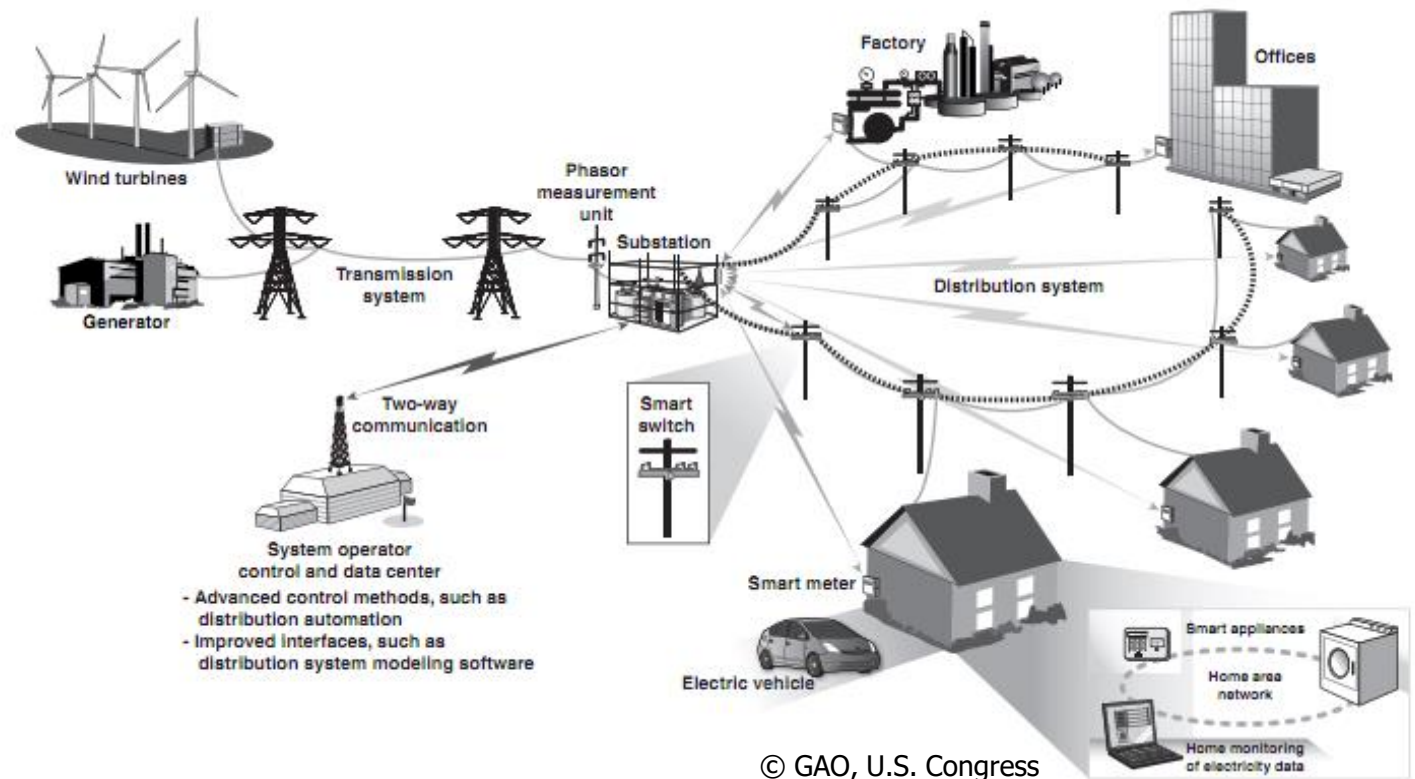 Factory
Offices
Wind turbines
Phasor
measurement
unit
Substation
Transmission
system
Generator
Distribution system
Two-way
communication
Smart
switch
System operator
control and data center
- Advanced control methods, such as
distribution automation
- Improved interfaces, such as
distribution system modeling software
Smart meter
Electric vehicle
Smart appliances
Home area
network
Home monitoring
of electricity data
© GAO, U.S. Congress